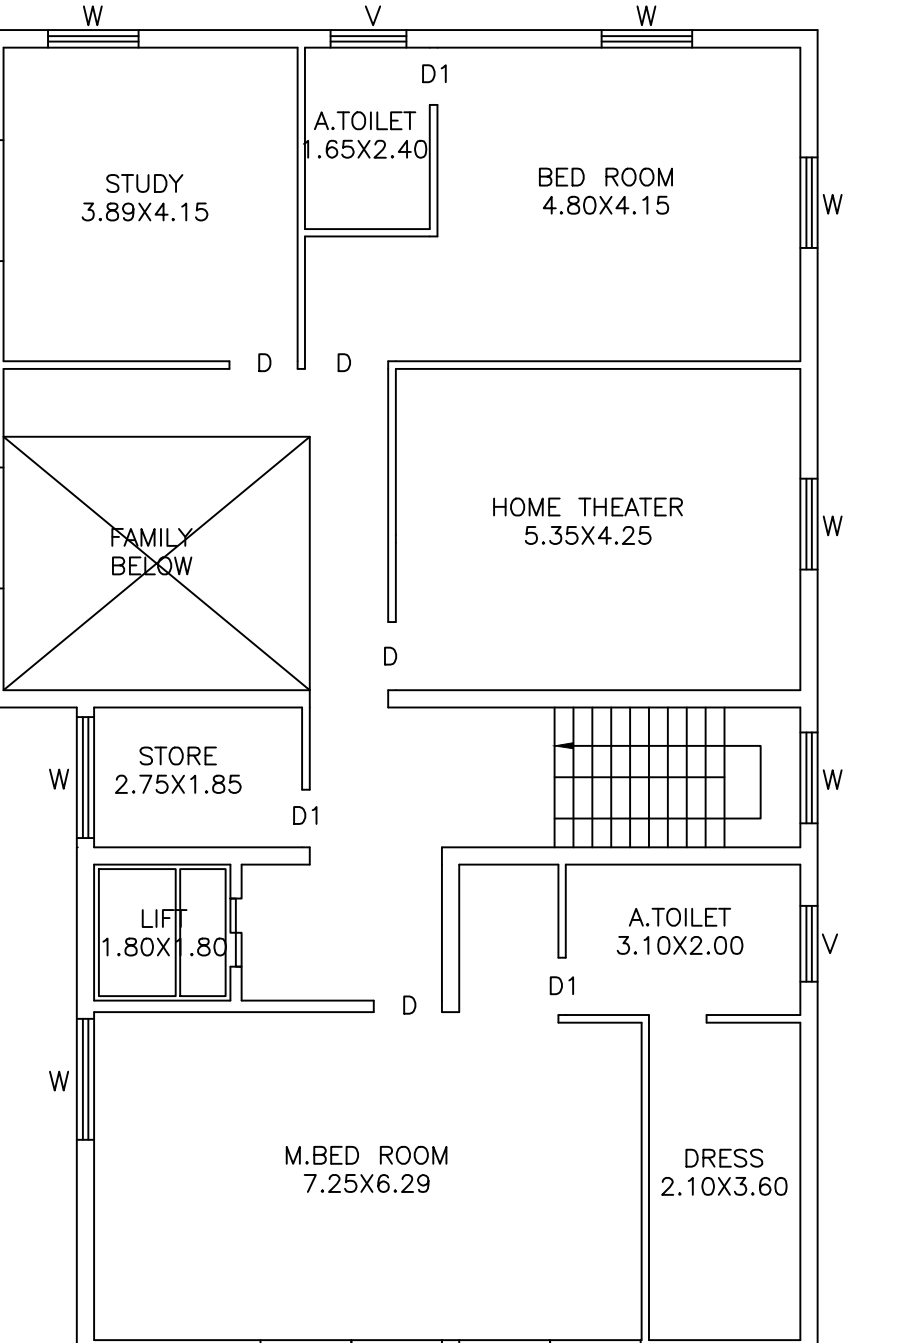 W
V
W
D1
A.TOILET
1.65X2.40
STUDY
3.89X4.15
BED ROOM
4.80X4.15
W
D
D
HOME THEATER
5.35X4.25
W
FAMILY
BELOW
D
STORE
2.75X1.85
W
W
D1
LIFT
1.80X1.80
A.TOILET
3.10X2.00
V
D1
D
W
M.BED ROOM
7.25X6.29
DRESS
2.10X3.60